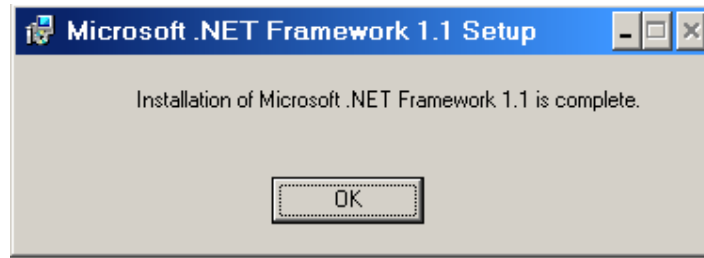 Microsoft .NET Framework 1.1 Setup
Installation of Microsoft .NET Framework 1.1 is complete.
OK